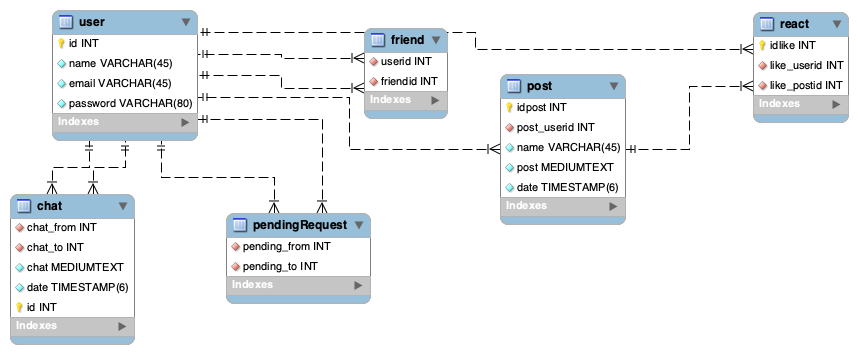 user
id INT
name VARCHAR(45)
email VARCHAR(45)
password VARCHAR(80)
Indexes
friend
userid INT
friendid INT
Indexes
react
idlike INT
like_userid INT
like_postid INT
Indexes
post
idpost INT
post_userid INT
name VARCHAR(45)
post MEDIUMTEXT
date TIMESTAMP(6)
Indexes
chat
chat_from INT
chat_to INT
chat MEDIUMTEXT
date TIMESTAMP(6)
id INT
Indexes
pendingRequest
pending_from INT
pending_to INT
Indexes